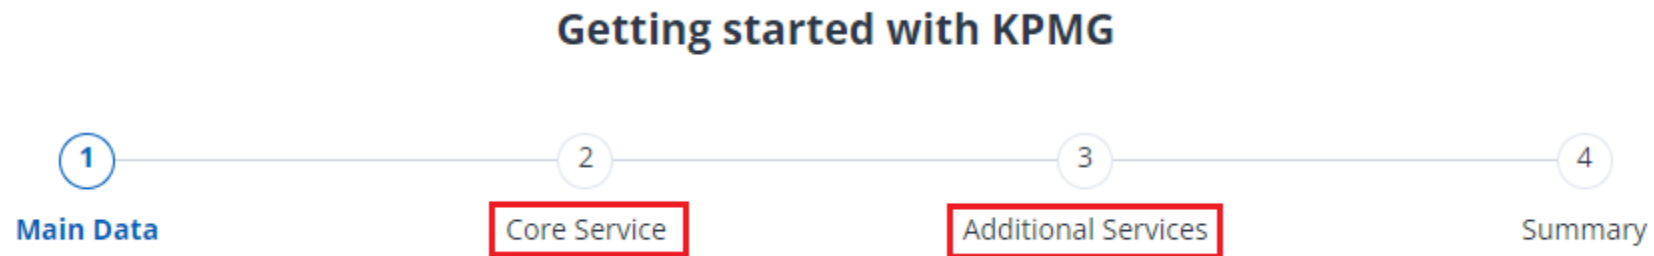 Getting started with KPMG
1 2 3 4
Main Data Core Service Additional Services Summary